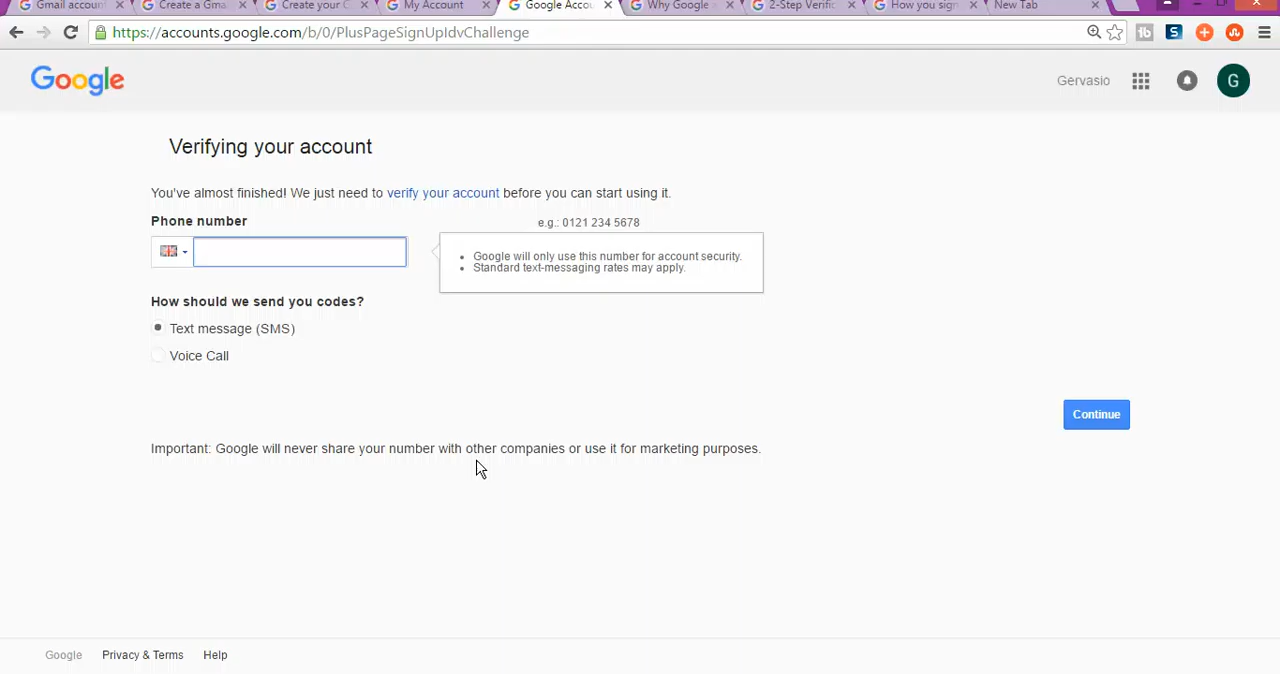 Gmail accoun
Create a Gma
Create your G
My Account
Google Accou
Why Google a
2-Step Verific
How you sign
New Tab
https://accounts.google.com/b/0/PlusPageSignUpIdvChallenge
Google
Gervasio
G
Verifying your account
You've almost finished! We just need to verify your account before you can start using it.
Phone number
e.g.: 0121 234 5678
Google will only use this number for account security.
Standard text-messaging rates may apply.
How should we send you codes?
Text message (SMS)
Voice Call
Continue
Important: Google will never share your number with other companies or use it for marketing purposes.
Google Privacy & Terms Help